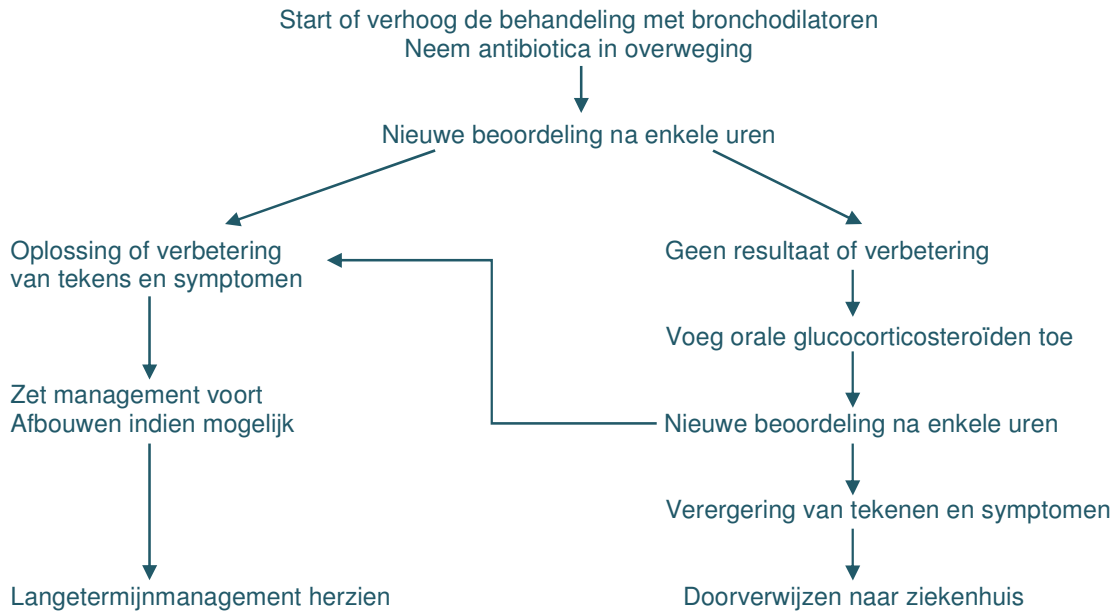 Start of verhoog de behandeling met bronchodilatoren
Neem antibiotica in overweging
Nieuwe beoordeling na enkele uren
Oplossing of verbetering
van tekens en symptomen
Zet management voort
Afbouwen indien mogelijk
Langetermijnmanagement herzien
Geen resultaat of verbetering
Voeg orale glucocorticosteroïden toe
Nieuwe beoordeling na enkele uren
Verergering van tekenen en symptomen
Doorverwijzen naar ziekenhuis